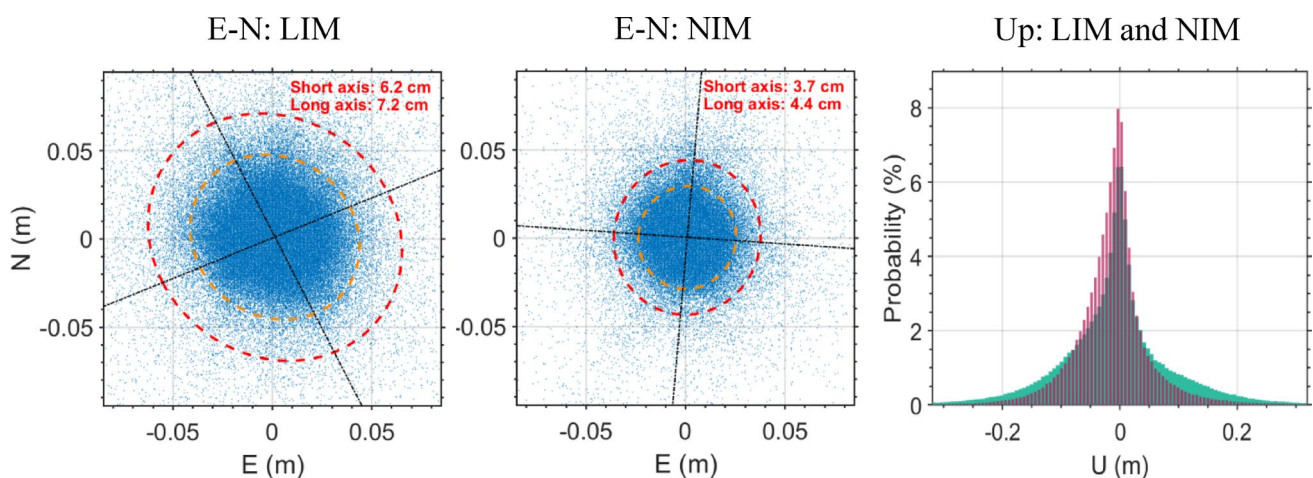 E-N: LIM
E-N: NIM
Up: LIM and NIM
Short axis: 6.2 cm
Long axis: 7.2 cm
0.05
0
-0.05
N (m)
-0.05
0
0.05
E (m)
Short axis: 3.7 cm
Long axis: 4.4 cm
0.05
0
-0.05
-0.05
0
0.05
E (m)
8
6
4
2
0
Probability (%)
-0.2
0
0.2
U (m)